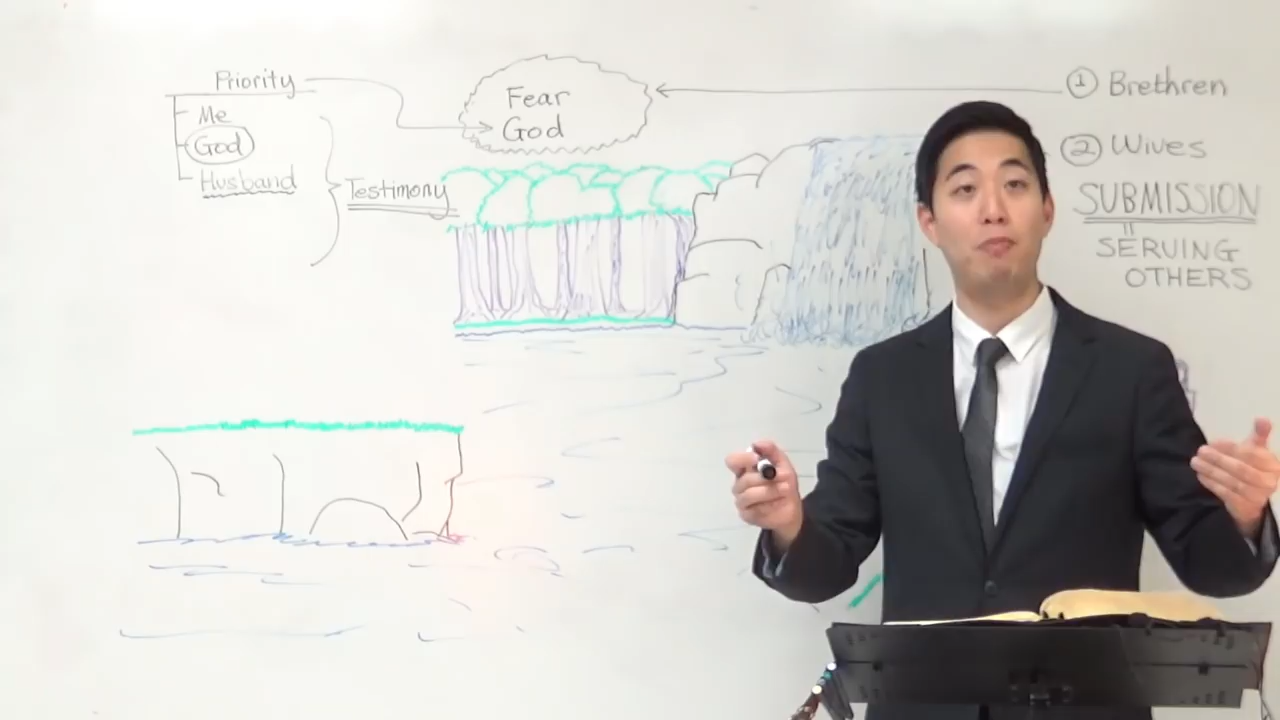 Priority
Me
God
Husband
Testimony
Fear
God
① Brethren
② Wives
SUBMISSION
=
SERVING
OTHERS